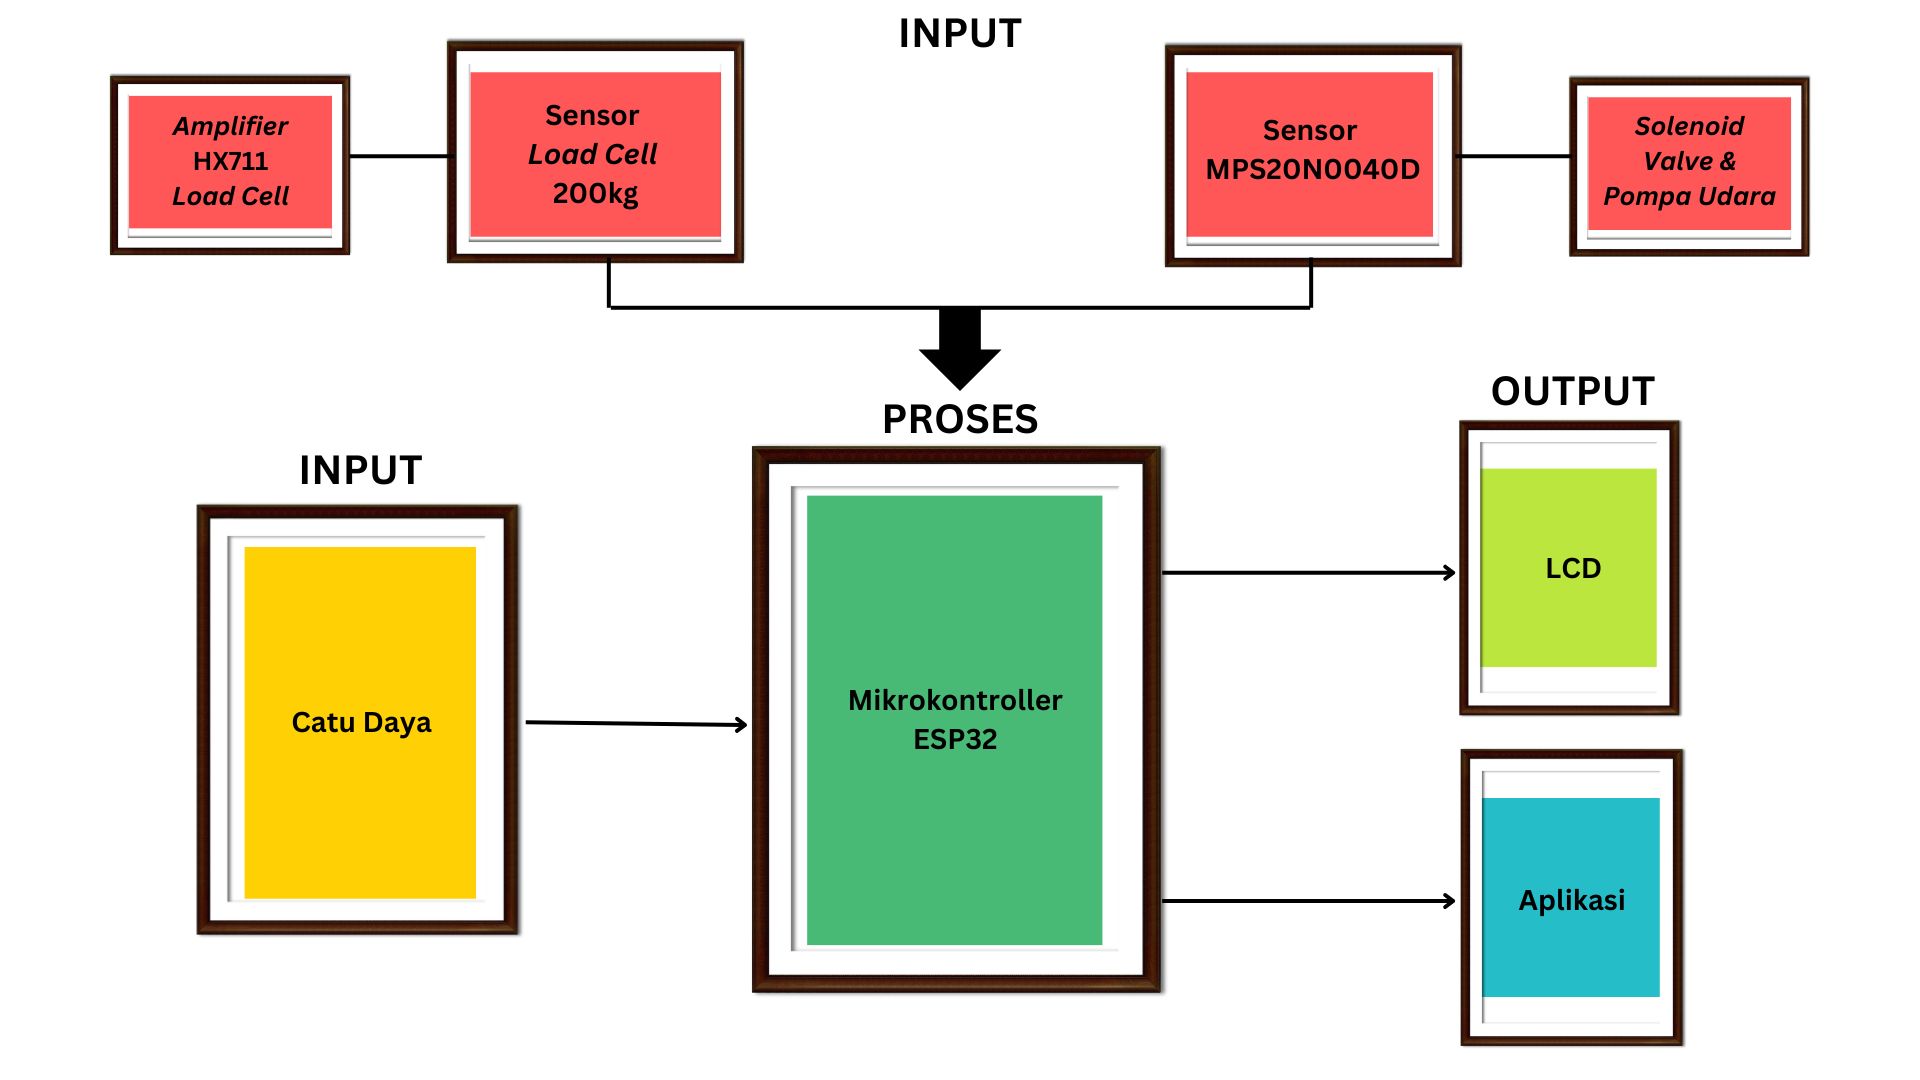 INPUT
Amplifier
HX711
Load Cell
Sensor
Load Cell
200kg
Sensor
MPS20N0040D
Solenoid
Valve &
Pompa Udara
PROSES
OUTPUT
INPUT
Catu Daya
Mikrokontroller
ESP32
LCD
Aplikasi